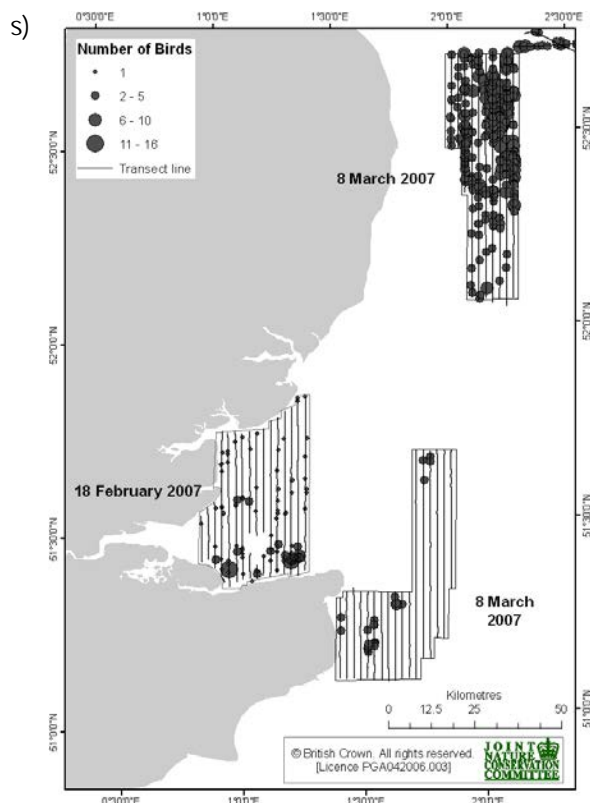 s)
0°30'0"E 1°0'0"E 1°30'0"E 2°0'0"E 2°30'0"E
Number of Birds
1
2 - 5
6 - 10
11 - 16
Transect line
52°30'0"N
52°30'0"N
8 March 2007
52°0'0"N
52°0'0"N
18 February 2007
51°30'0"N
51°30'0"N
8 March
2007
Kilometres
0 12.5 25 50
51°0'0"N
51°0'0"N
© British Crown. All rights reserved.
[Licence PGA042006.003]
JOINT
NATURE
CONSERVATION
COMMITTEE
0°30'0"E 1°0'0"E 1°30'0"E 2°0'0"E